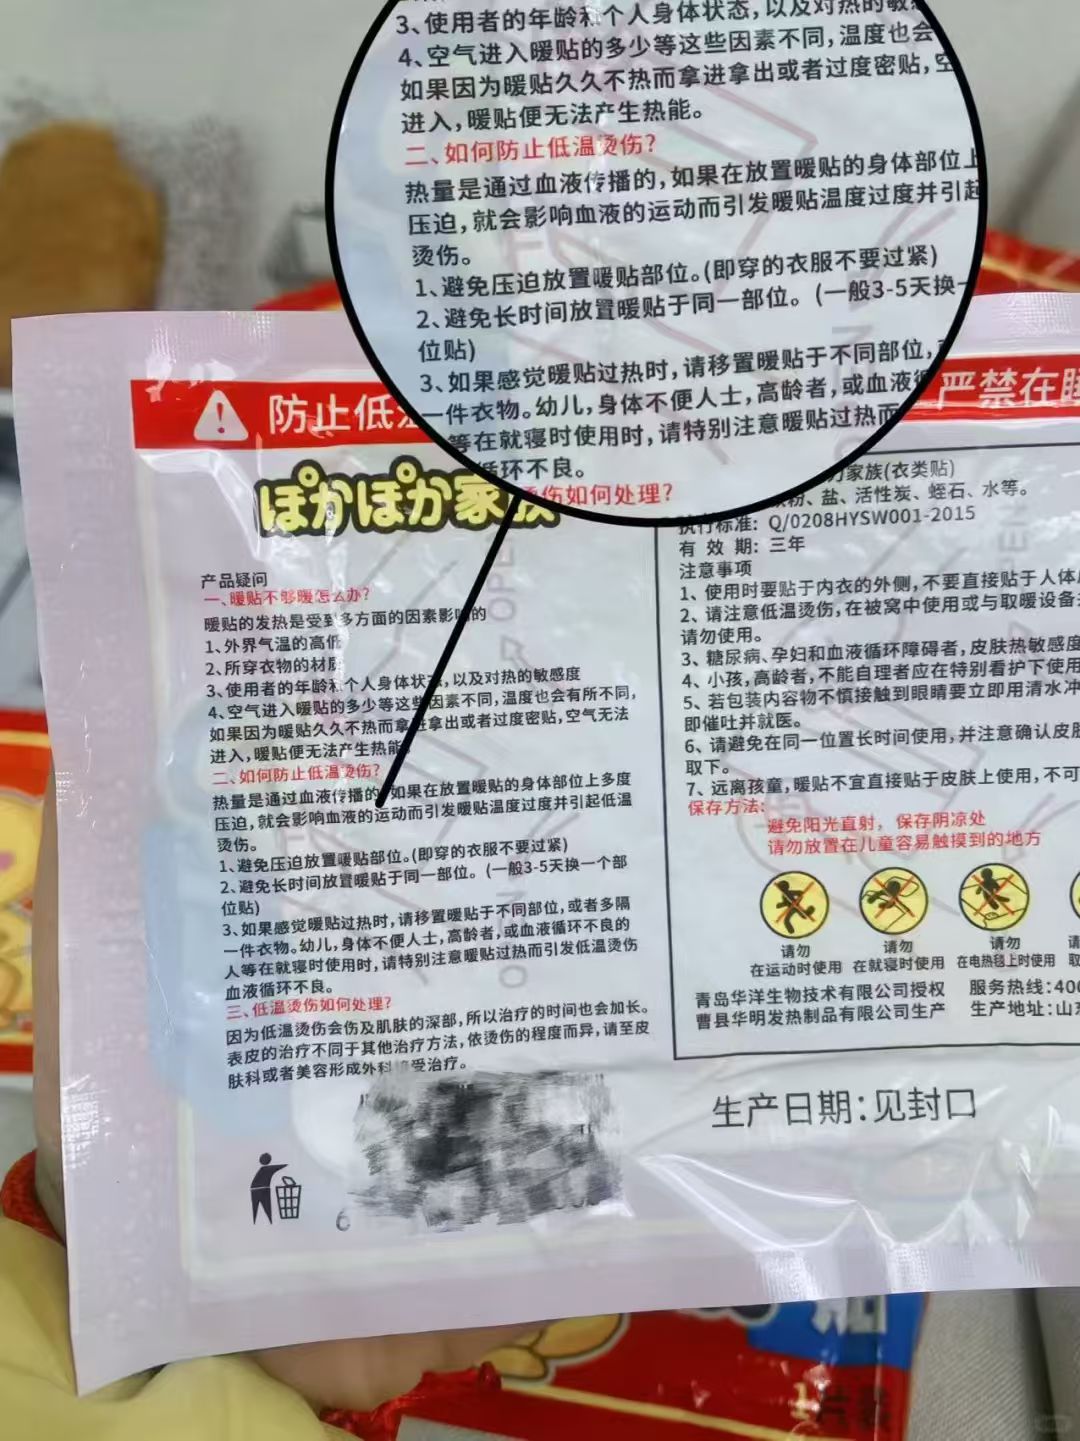 3、使用者的年龄和个人身体状态，以及对热的敏
4、空气进入暖贴的多少等这些因素不同，温度也会
如果因为暖贴久久不热而拿进拿出或者过度密贴，空
进入，暖贴便无法产生热能。
二、如何防止低温烫伤?
热量是通过血液传播的，如果在放置暖贴的身体部位上
压迫，就会影响血液的运动而引发暖贴温度过度并引起
烫伤。
1、避免压迫放置暖贴部位。(即穿的衣服不要过紧)
2、避免长时间放置暖贴于同一部位。(一般3-5天换一
位贴)
3、如果感觉暖贴过热时，请移置暖贴于不同部位，
一件衣物。幼儿，身体不便人士，高龄者，或血液循
等在就寝时使用时，请特别注意暖贴过热而
循环不良。
烫伤如何处理?
防止低
严禁在睡
ぽかぽか家族
产品疑问
一、暖贴不够暖怎么办?
暖贴的发热是受到多方面的因素影响的
1、外界气温的高低
2、所穿衣物的材质
3、使用者的年龄和个人身体状态，以及对热的敏感度
4、空气进入暖贴的多少等这些因素不同，温度也会有所不同，
如果因为暖贴久久不热而拿进拿出或者过度密贴，空气无法
进入，暖贴便无法产生热能。
二、如何防止低温烫伤?
热量是通过血液传播的，如果在放置暖贴的身体部位上多度
压迫，就会影响血液的运动而引发暖贴温度过度并引起低温
烫伤。
1、避免压迫放置暖贴部位。(即穿的衣服不要过紧)
2、避免长时间放置暖贴于同一部位。(一般3-5天换一个部
位贴)
3、如果感觉暖贴过热时，请移置暖贴于不同部位，或者多隔
一件衣物。幼儿，身体不便人士，高龄者，或血液循环不良的
人等在就寝时使用时，请特别注意暖贴过热而引发低温烫伤
血液循环不良。
三、低温烫伤如何处理?
因为低温烫伤会伤及肌肤的深部，所以治疗的时间也会加长。
表皮的治疗不同于其他治疗方法，依烫伤的程度而异，请至皮
肤科或者美容形成外科接受治疗。
6
家族(衣类贴)
粉、盐、活性炭、蛭石、水等。
执行标准: Q/0208HYSW001-2015
有 效 期: 三年
注意事项
1、使用时要贴于内衣的外侧，不要直接贴于人体
2、请注意低温烫伤，在被窝中使用或与取暖设备
请勿使用。
3、糖尿病、孕妇和血液循环障碍者，皮肤热敏感度
4、小孩，高龄者，不能自理者应在特别看护下使用
5、若包装内容物不慎接触到眼睛要立即用清水冲
即催吐并就医。
6、请避免在同一位置长时间使用，并注意确认皮肤
取下。
7、远离孩童，暖贴不宜直接贴于皮肤上使用，不可
保存方法:
避免阳光直射， 保存阴凉处
请勿放置在儿童容易触摸到的地方
请勿
在运动时使用
请勿
在就寝时使用
请勿
在电热毯上时使用
青岛华洋生物技术有限公司授权
服务热线:400
曹县华明发热制品有限公司生产
生产地址:山东
生产日期:见封口
OPEN
OPEN